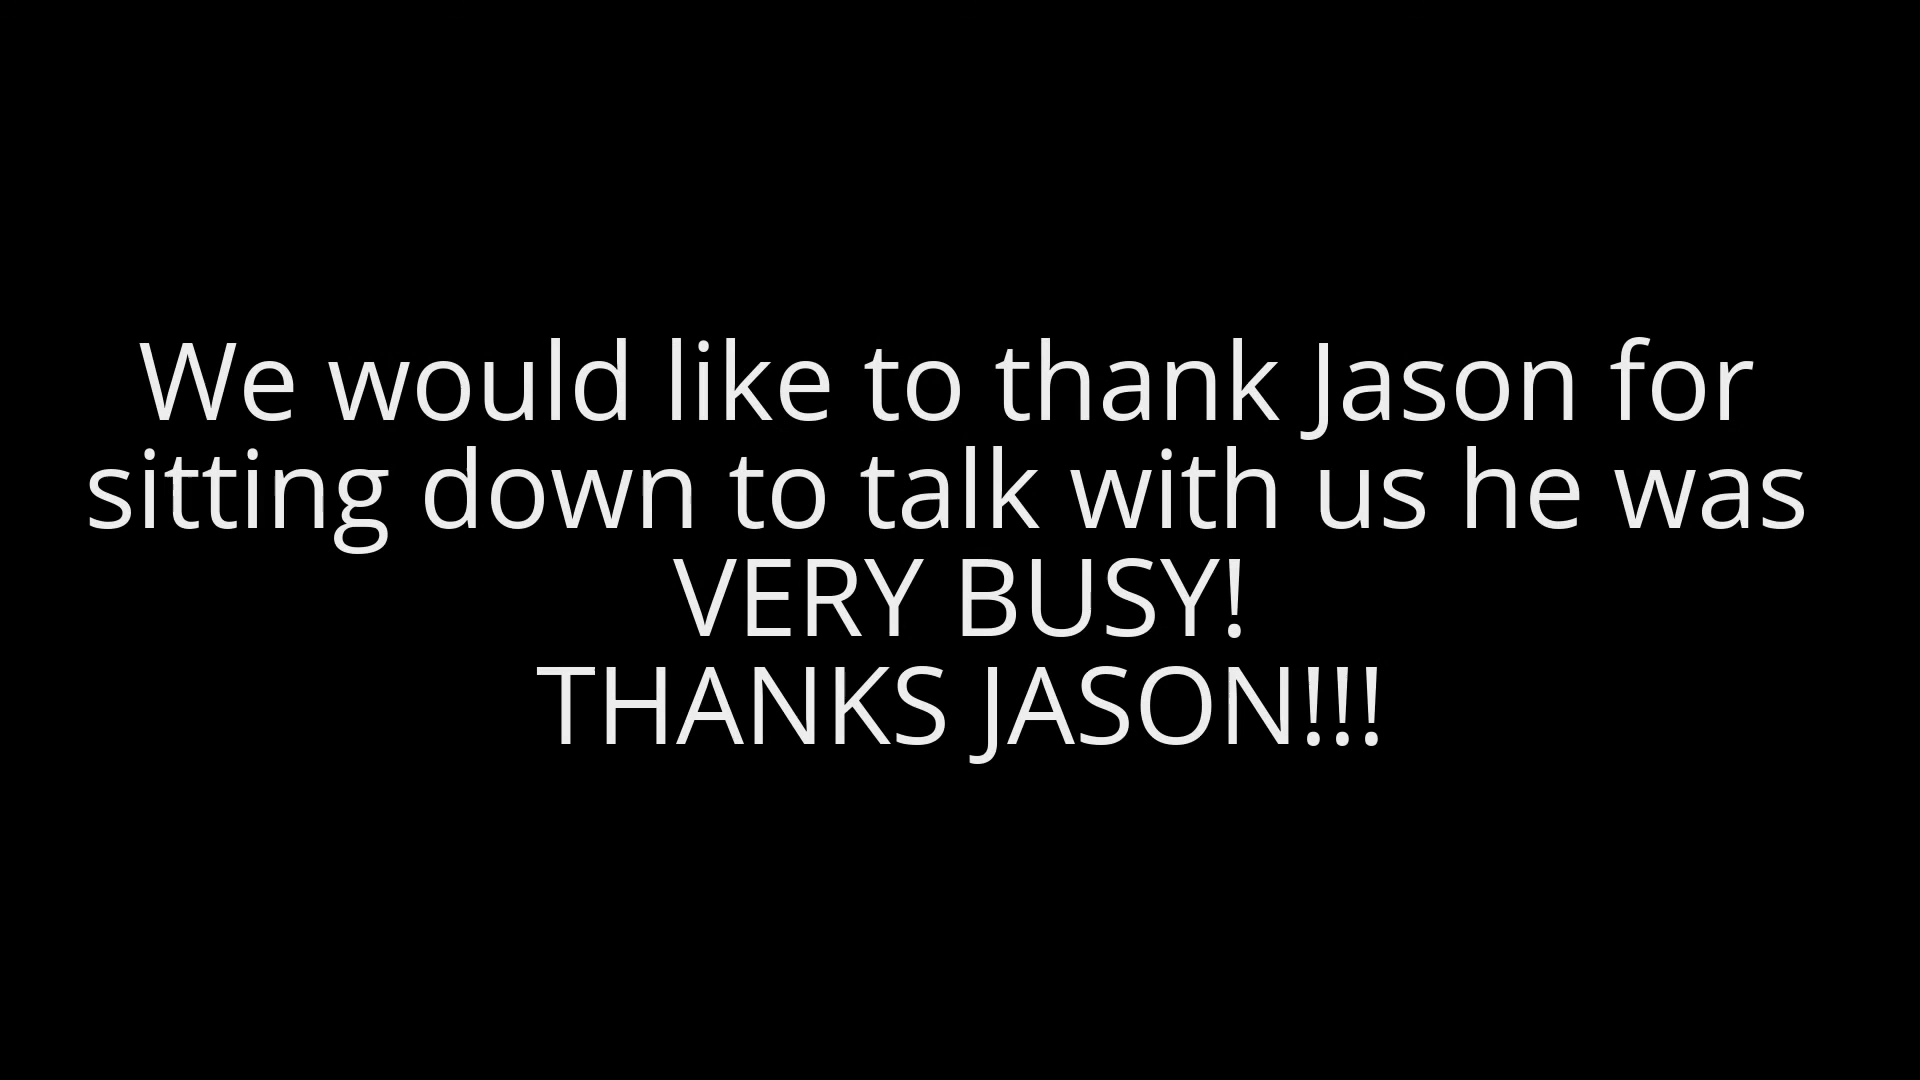 We would like to thank Jason for
sitting down to talk with us he was
VERY BUSY!
THANKS JASON!!!